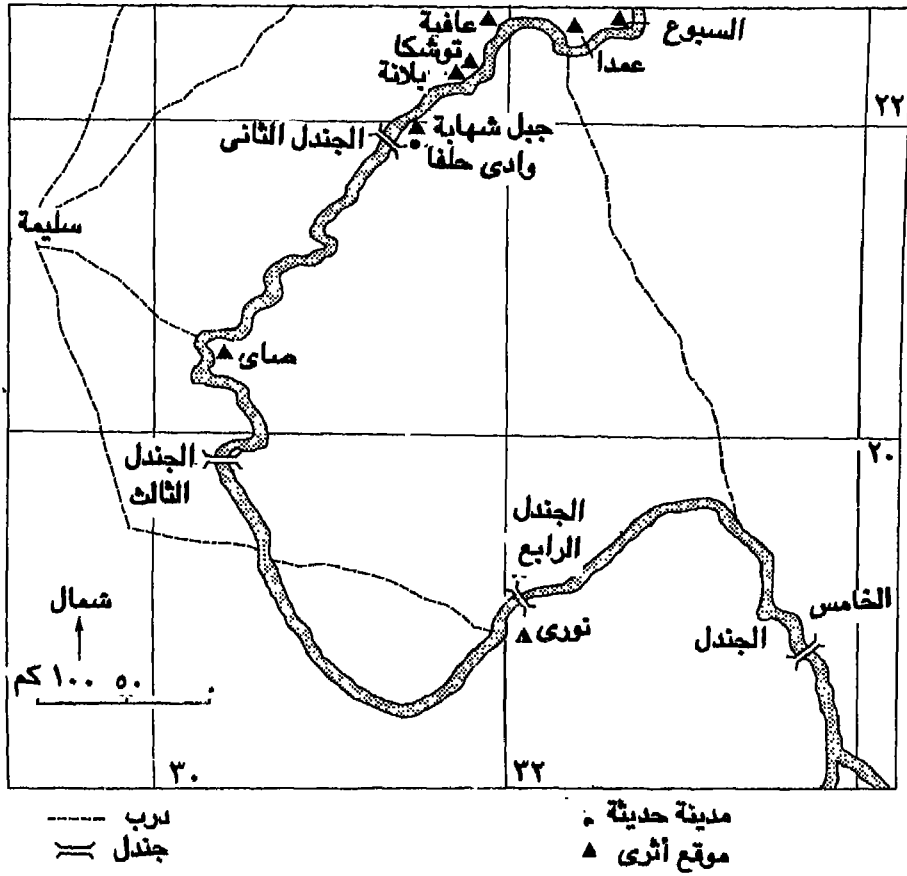 السبوع
عافية
توشكا
عمدا
بلانة
٢٢
جبل شهابة
الجندل الثانى
وادى حلفا
سليمة
صاى
٢٠
الجندل
الثالث
الجندل
الرابع
الخامس
شمال
نورى
الجندل
٥٠ ١٠٠ كم
٣٠
٣٢
مدينة حديثة
درب
موقع أثرى
جندل